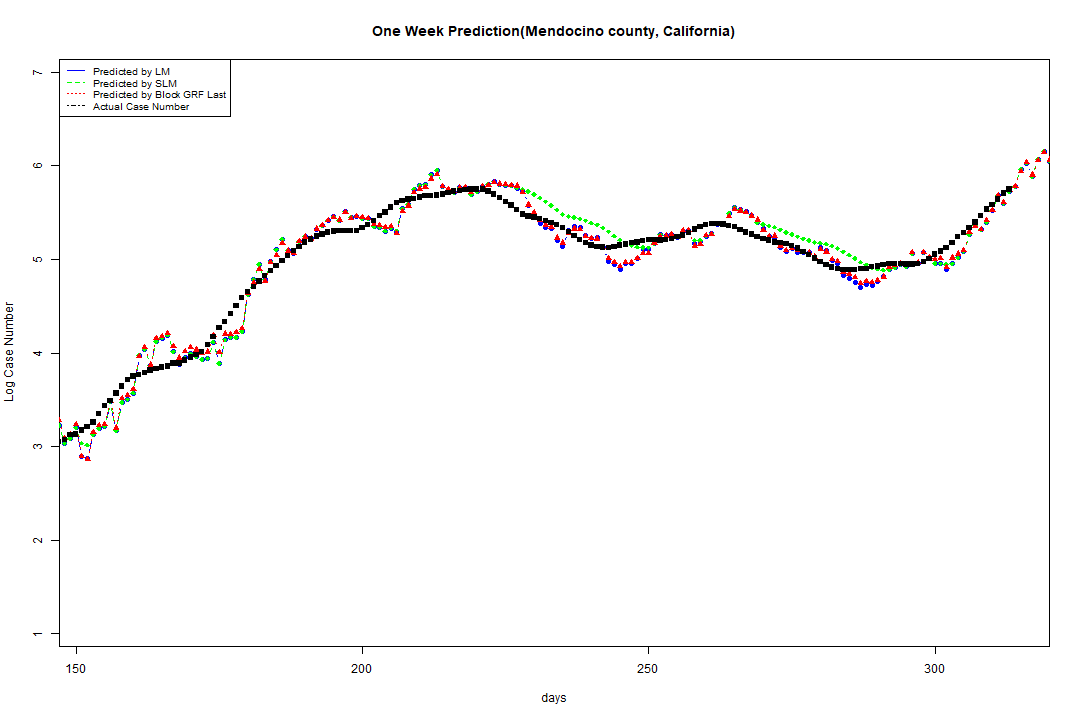 One Week Prediction(Mendocino county, California)
Predicted by LM
Predicted by SLM
Predicted by Block GRF Last
Actual Case Number
7
6
5
4
3
2
1
Log Case Number
150 200 250 300
days